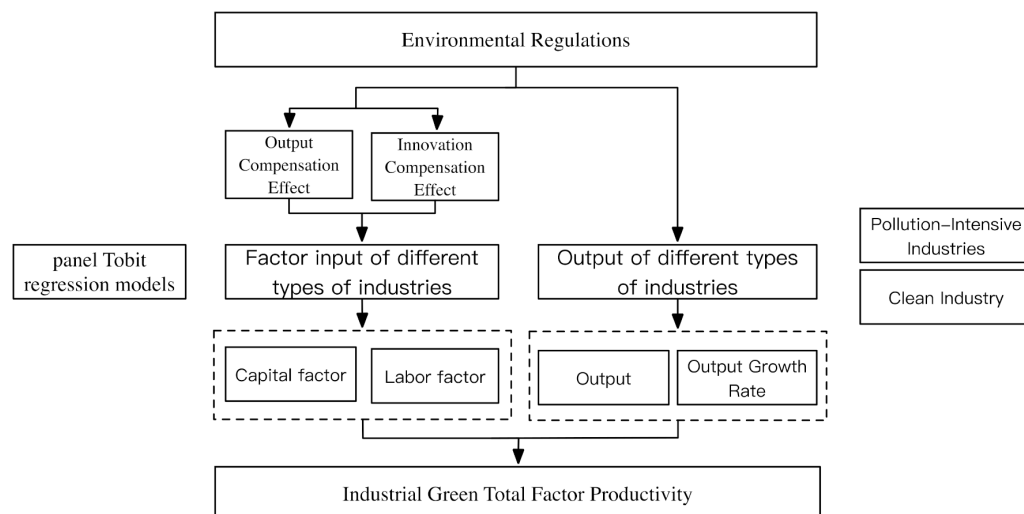 Environmental Regulations
Output
Compensation
Effect
Innovation
Compensation
Effect
panel Tobit
regression models
Factor input of different
types of industries
Output of different types
of industries
Pollution-Intensive
Industries
Clean Industry
Capital factor
Labor factor
Output
Output Growth
Rate
Industrial Green Total Factor Productivity